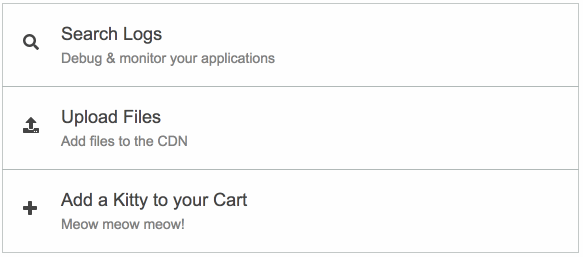 Search Logs
Debug & monitor your applications
Upload Files
Add files to the CDN
Add a Kitty to your Cart
Meow meow meow!